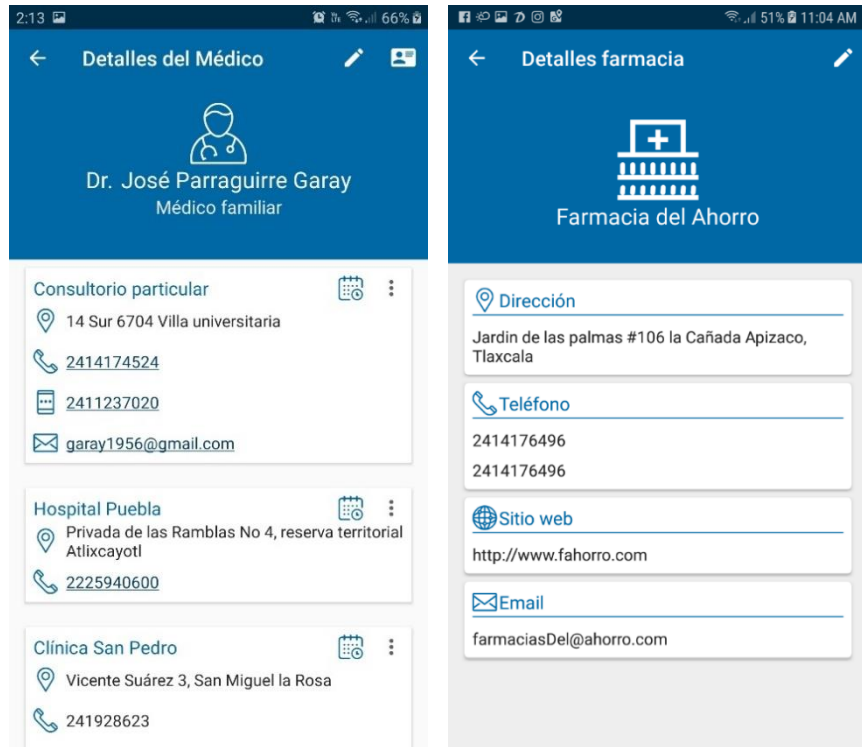 2:13 66%
Detalles del Médico
Dr. José Parraguirre Garay
Médico familiar
Consultorio particular
14 Sur 6704 Villa universitaria
2414174524
2411237020
garay1956@gmail.com
Hospital Puebla
Privada de las Ramblas No 4, reserva territorial
Atlixcayotl
2225940600
Clínica San Pedro
Vicente Suárez 3, San Miguel la Rosa
241928623
51% 11:04 AM
Detalles farmacia
Farmacia del Ahorro
Dirección
Jardin de las palmas #106 la Cañada Apizaco,
Tlaxcala
Teléfono
2414176496
2414176496
Sitio web
http://www.fahorro.com
Email
farmaciasDel@ahorro.com